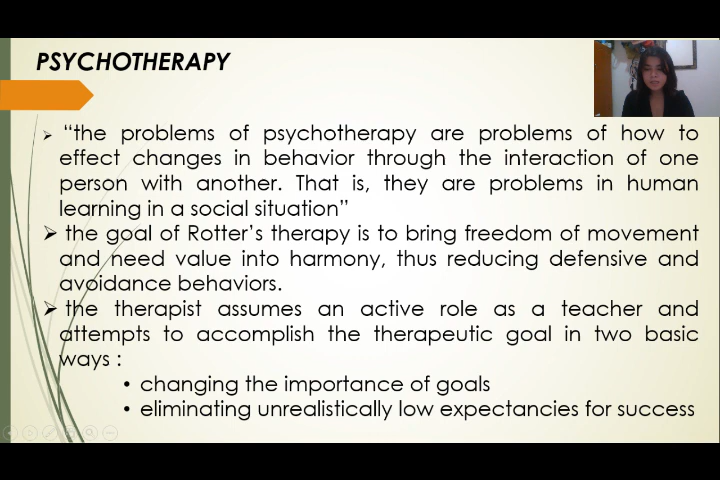 PSYCHOTHERAPY
“the problems of psychotherapy are problems of how to
effect changes in behavior through the interaction of one
person with another. That is, they are problems in human
learning in a social situation”
the goal of Rotter’s therapy is to bring freedom of movement
and need value into harmony, thus reducing defensive and
avoidance behaviors.
the therapist assumes an active role as a teacher and
attempts to accomplish the therapeutic goal in two basic
ways :
• changing the importance of goals
• eliminating unrealistically low expectancies for success